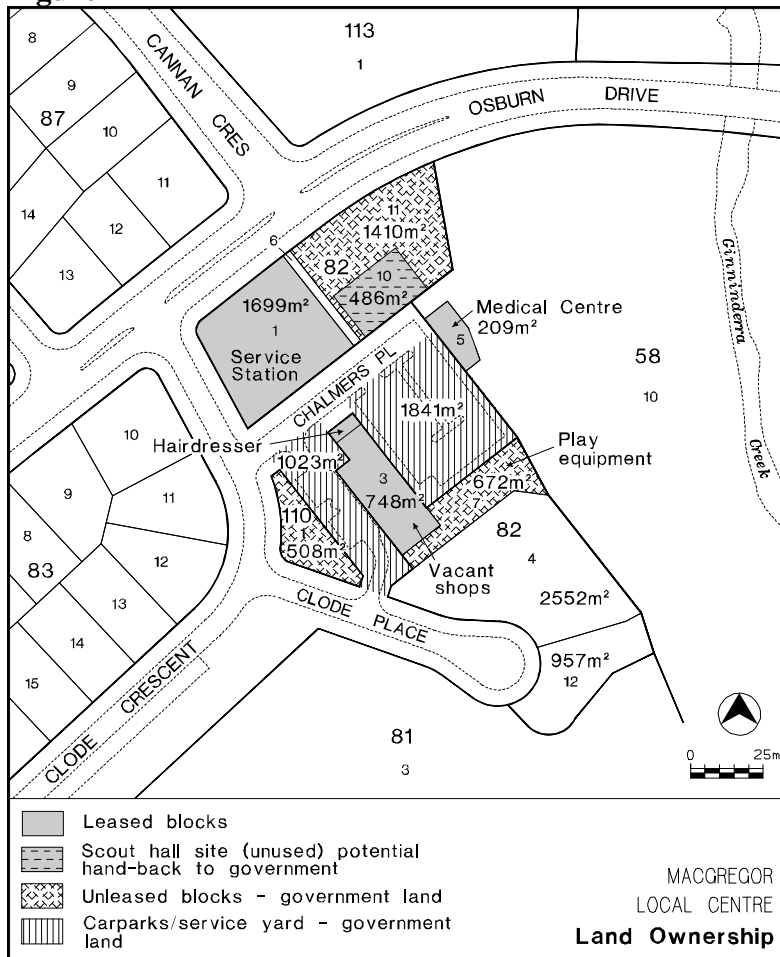 8
CANNAN CRES
113
1
9
87
10
OSBURN DRIVE
11
14
12
13
11
1410m²
6
82
10
486m²
1699m²
1
Service
Station
Medical Centre
209m²
5
Ginninderra
Creek
58
10
CHALMERS PL
1841m²
Hairdresser
1023m²
Play
equipment
3
748m²
672m²
7
110
1
508m²
82
4
Vacant
shops
2552m²
10
9
11
8
83
12
13
14
15
CLODE PLACE
957m²
12
CLODE CRESCENT
81
3
0 25m
Leased blocks
Scout hall site (unused) potential
hand-back to government
Unleased blocks - government land
Carparks/service yard - government
land
MACGREGOR
LOCAL CENTRE
Land Ownership